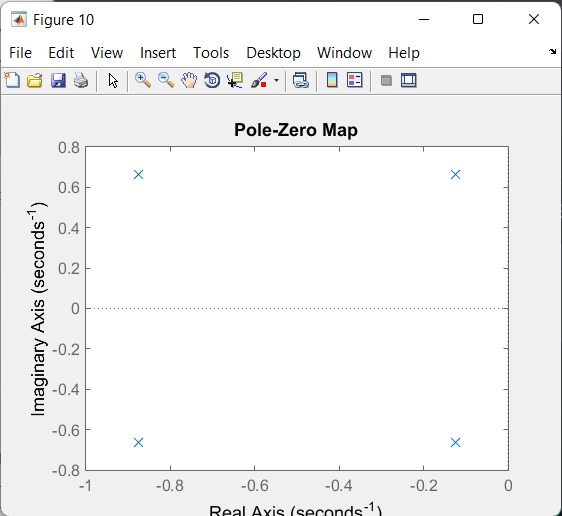 Figure 10
File Edit View Insert Tools Desktop Window Help
Pole-Zero Map
Imaginary Axis (seconds⁻¹)
0.8
0.6
0.4
0.2
0
-0.2
-0.4
-0.6
-0.8
-1 -0.8 -0.6 -0.4 -0.2 0
Real Axis (seconds⁻¹)